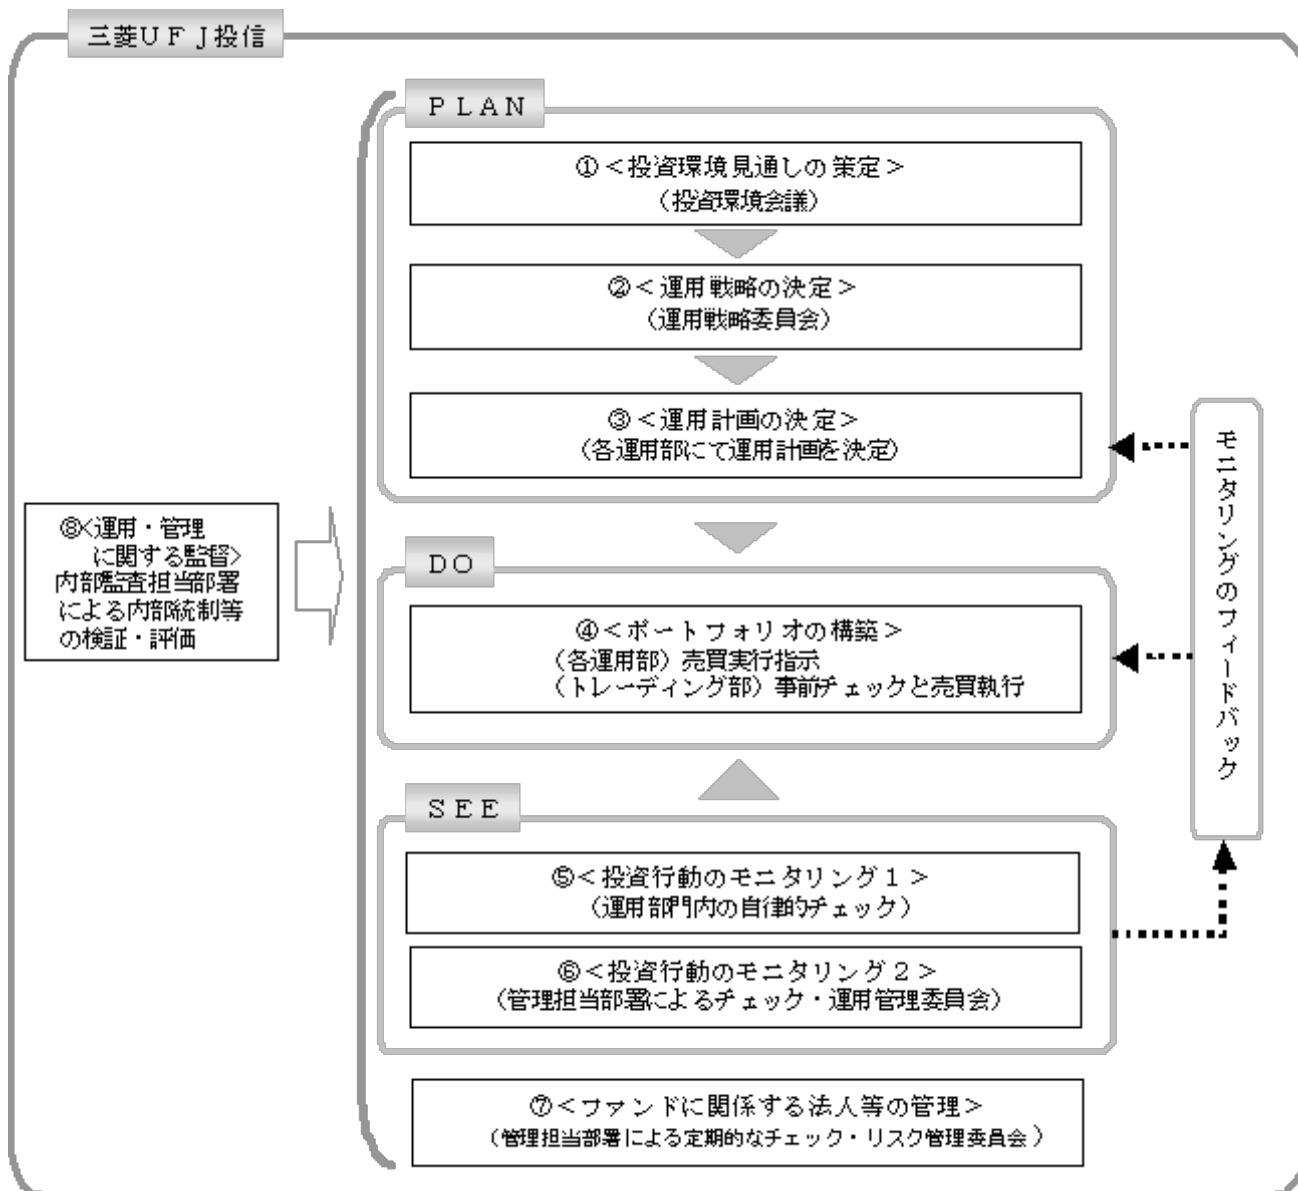 三菱ＵＦＪ投信
ＰＬＡＮ
①＜投資環境見通しの策定＞
（投資環境会議）
②＜運用戦略の決定＞
（運用戦略委員会）
③＜運用計画の決定＞
（各運用部にて運用計画を決定）
モニタリングのフィードバック
⑧＜運用・管理
に関する監督＞
内部監査担当部署
による内部統制等
の検証・評価
ＤＯ
④＜ポートフォリオの構築＞
（各運用部）売買実行指示
（トレーディング部）事前チェックと売買執行
ＳＥＥ
⑤＜投資行動のモニタリング１＞
（運用部門内の自律的チェック）
⑥＜投資行動のモニタリング２＞
（管理担当部署によるチェック・運用管理委員会）
⑦＜ファンドに関係する法人等の管理＞
（管理担当部署による定期的なチェック・リスク管理委員会）